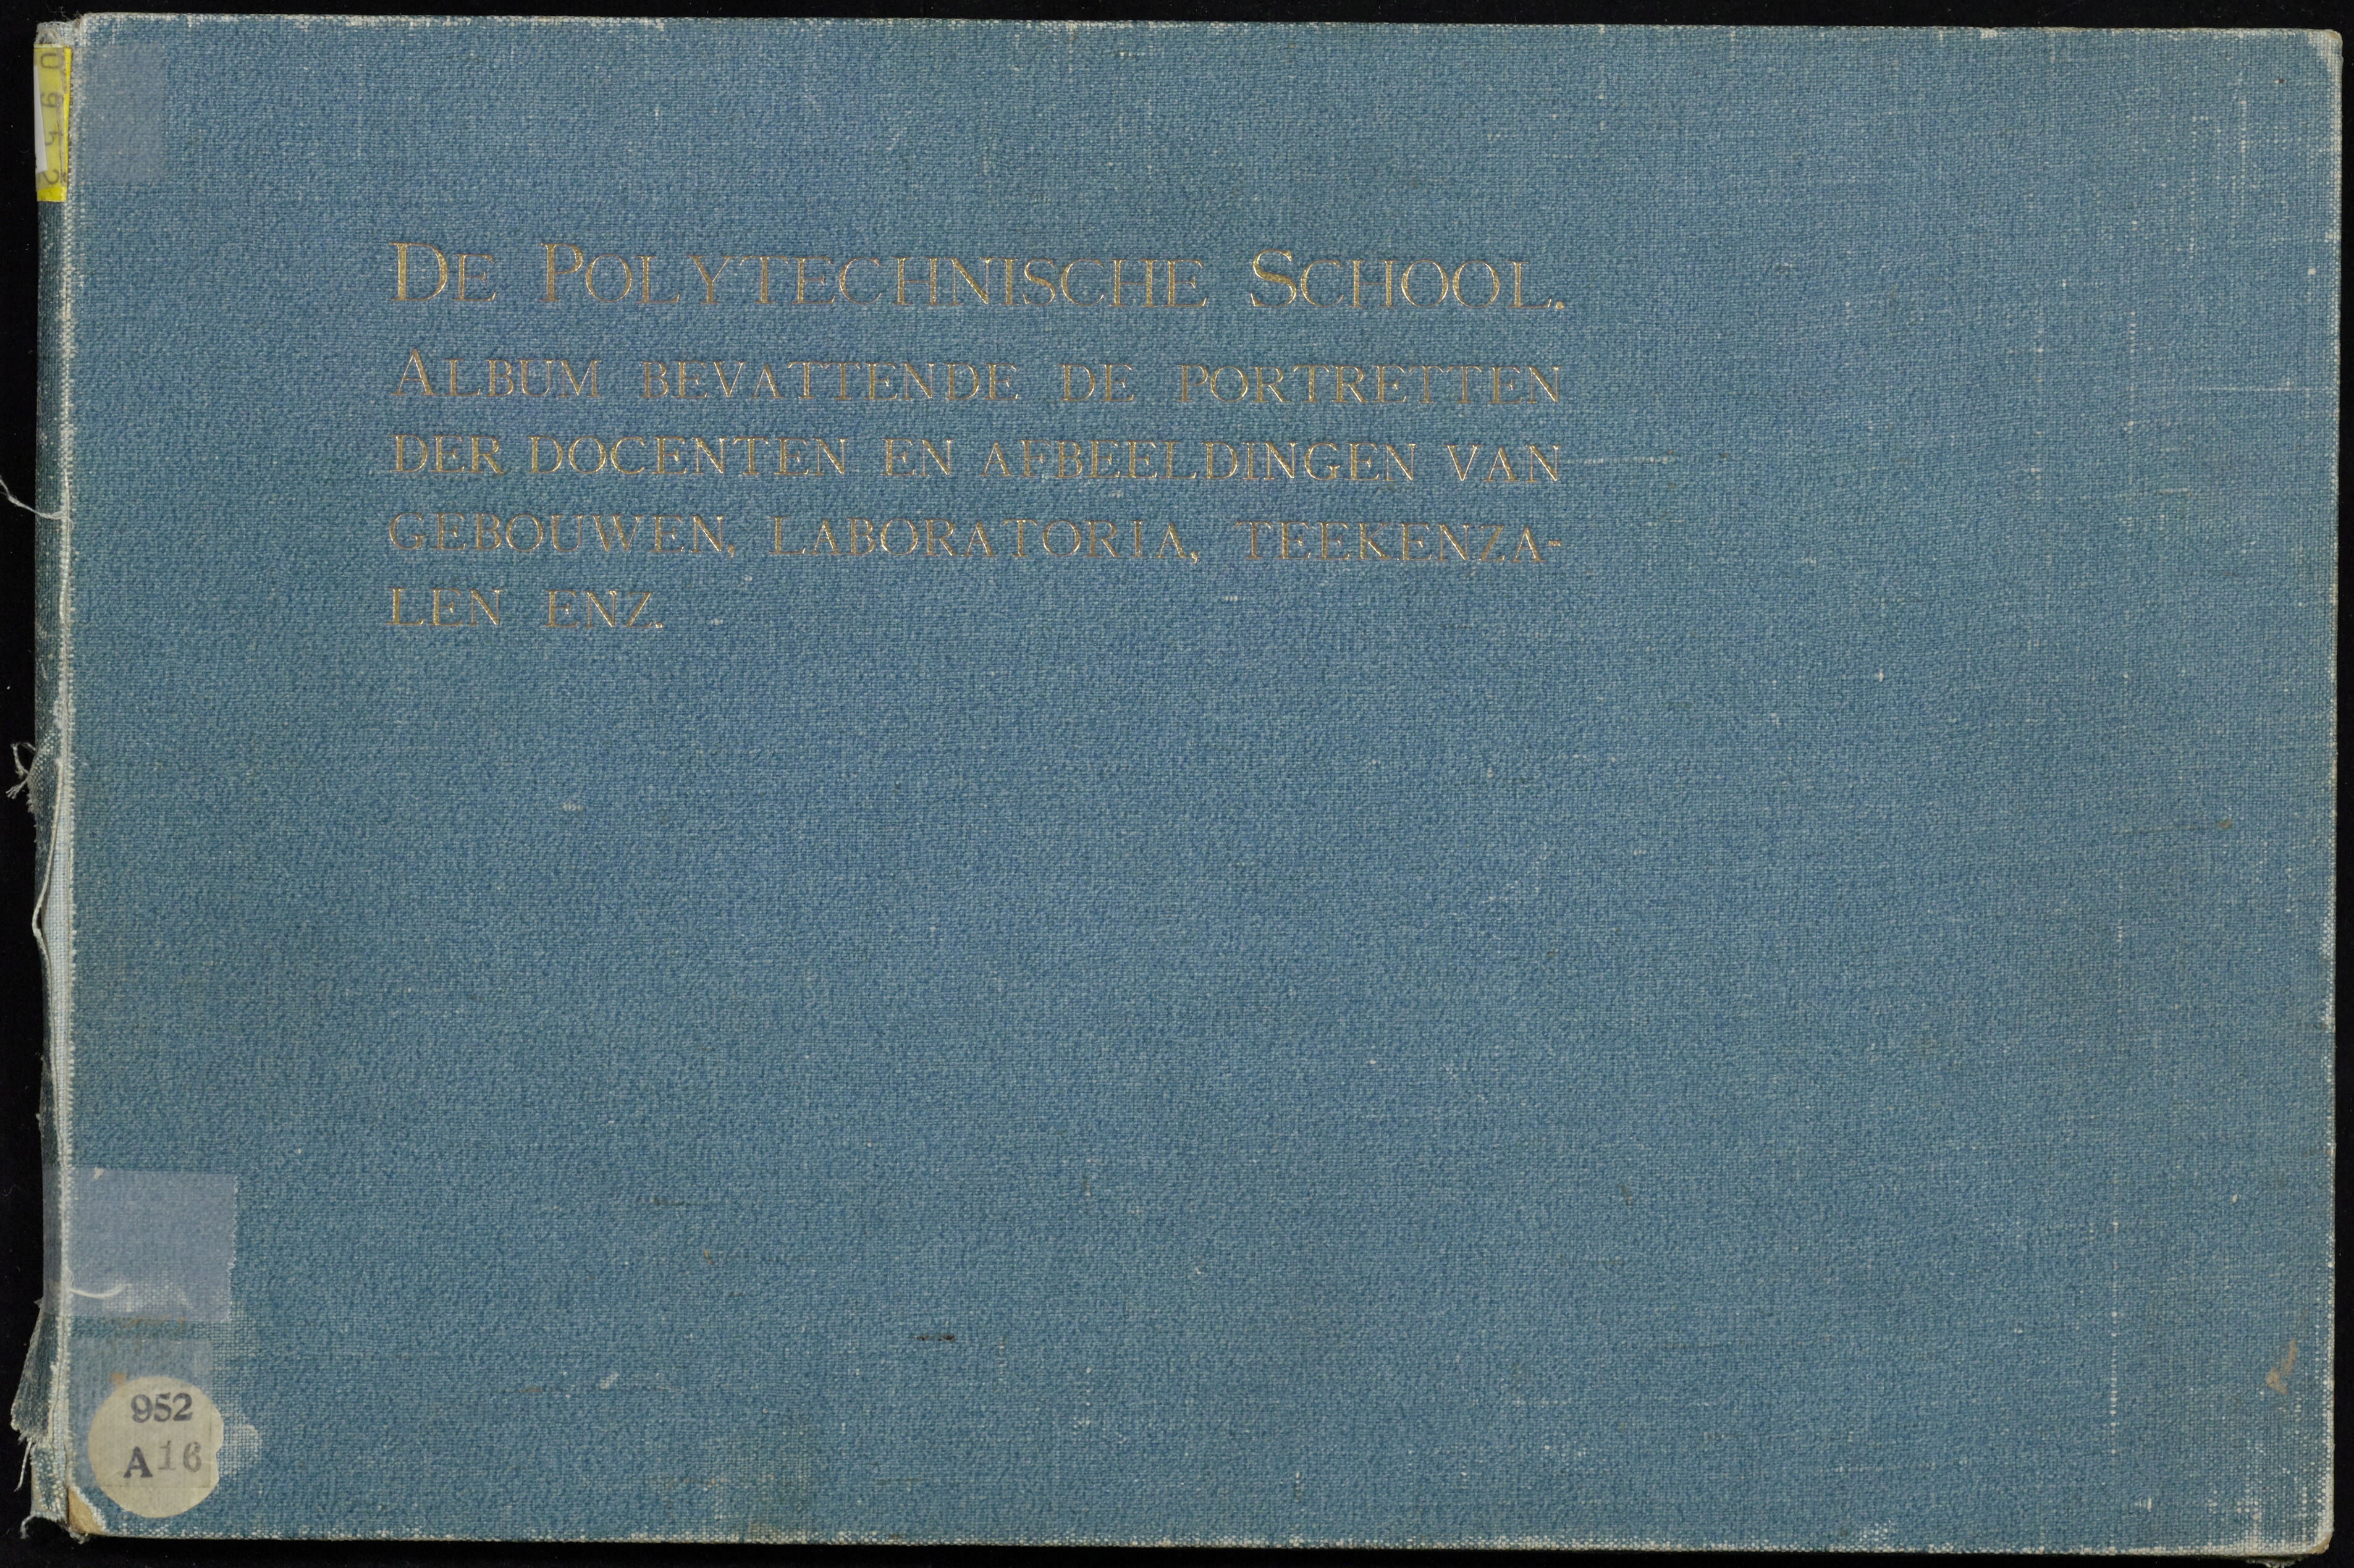 DE POLYTECHNISCHE SCHOOL.
ALBUM BEVATTENDE DE PORTRETTEN
DER DOCENTEN EN AFBEELDINGEN VAN
GEBOUWEN, LABORATORIA, TEEKENZA-
LEN ENZ.
952
A16